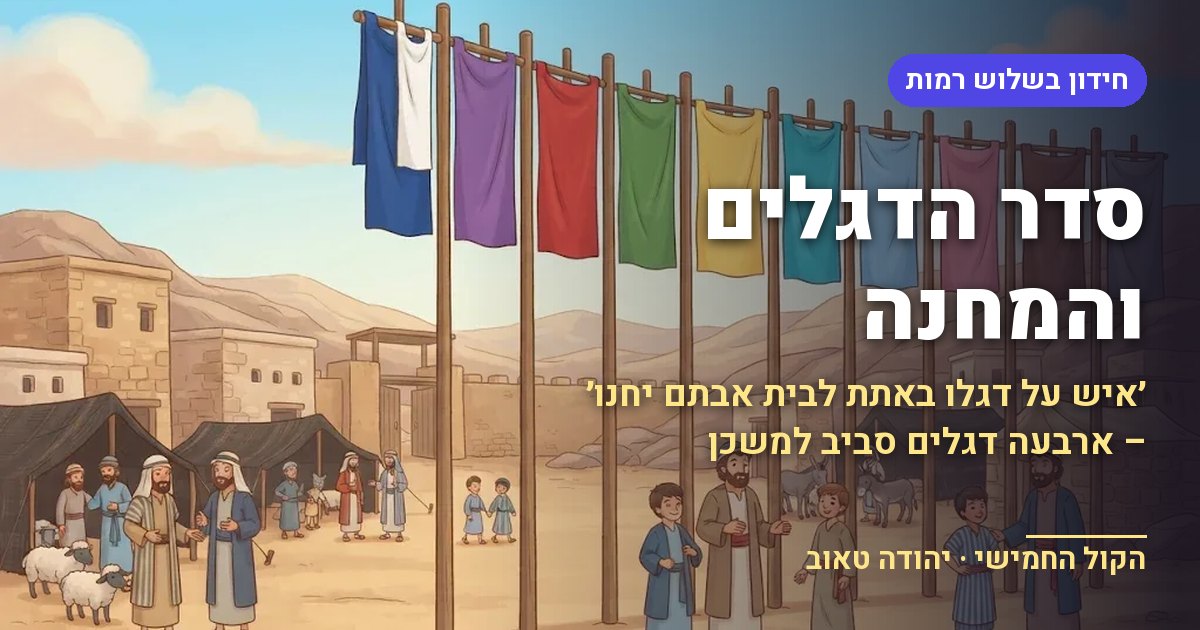 חידון בשלוש רמות
סדר הדגלים
והמחנה
'איש על דגלו באתת לבית אבתם יחנו'
– ארבעה דגלים סביב למשכן
הקול החמישי · יהודה טאוב